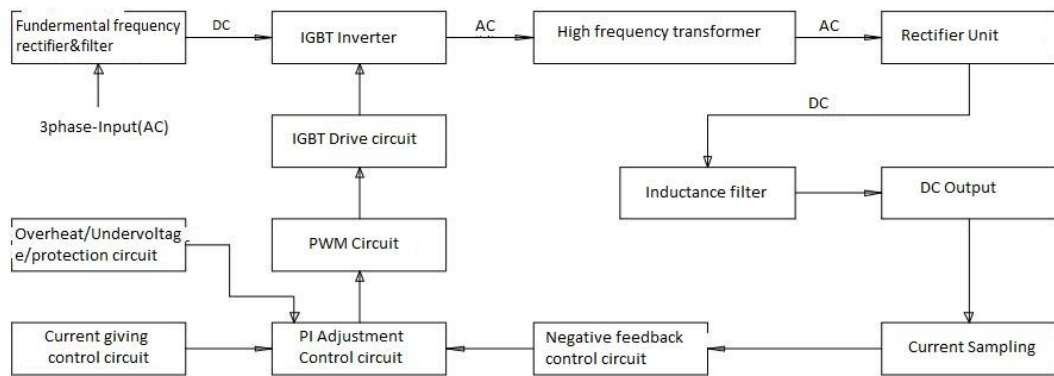 Fundermental frequency
rectifier&filter
DC
IGBT Inverter
AC
High frequency transformer
AC
Rectifier Unit
3phase-Input(AC)
DC
IGBT Drive circuit
Inductance filter
DC Output
Overheat/Undervoltag
e/protection circuit
PWM Circuit
Current giving
control circuit
PI Adjustment
Control circuit
Negative feedback
control circuit
Current Sampling